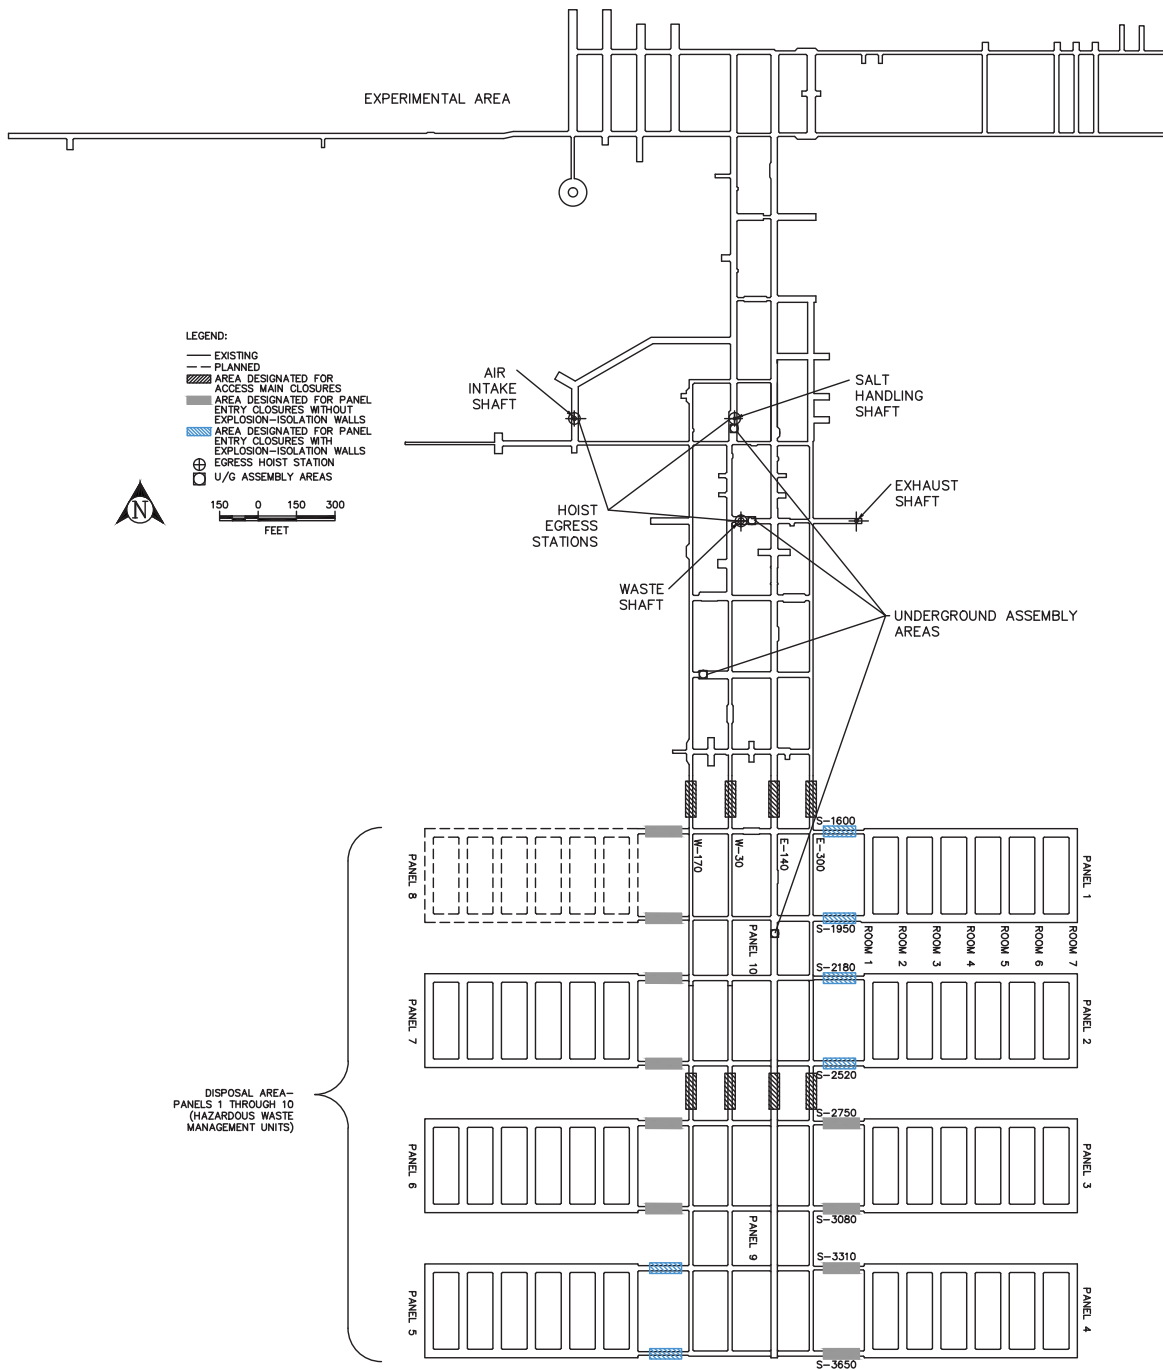 EXPERIMENTAL AREA
LEGEND:
EXISTING
PLANNED
AREA DESIGNATED FOR
ACCESS MAIN CLOSURES
AREA DESIGNATED FOR PANEL
ENTRY CLOSURES WITHOUT
EXPLOSION-ISOLATION WALLS
AREA DESIGNATED FOR PANEL
ENTRY CLOSURES WITH
EXPLOSION-ISOLATION WALLS
EGRESS HOIST STATION
U/G ASSEMBLY AREAS
N
150 0 150 300
FEET
AIR
INTAKE
SHAFT
SALT
HANDLING
SHAFT
HOIST
EGRESS
STATIONS
EXHAUST
SHAFT
WASTE
SHAFT
UNDERGROUND ASSEMBLY
AREAS
S-1600
W-170
W-30
E-140
E-300
PANEL 8
PANEL 1
S-1950
PANEL 10
ROOM 1
ROOM 2
ROOM 3
ROOM 4
ROOM 5
ROOM 6
ROOM 7
S-2180
PANEL 7
PANEL 2
S-2520
DISPOSAL AREA-
PANELS 1 THROUGH 10
(HAZARDOUS WASTE
MANAGEMENT UNITS)
S-2750
PANEL 6
PANEL 3
S-3080
PANEL 9
S-3310
PANEL 5
PANEL 4
S-3650